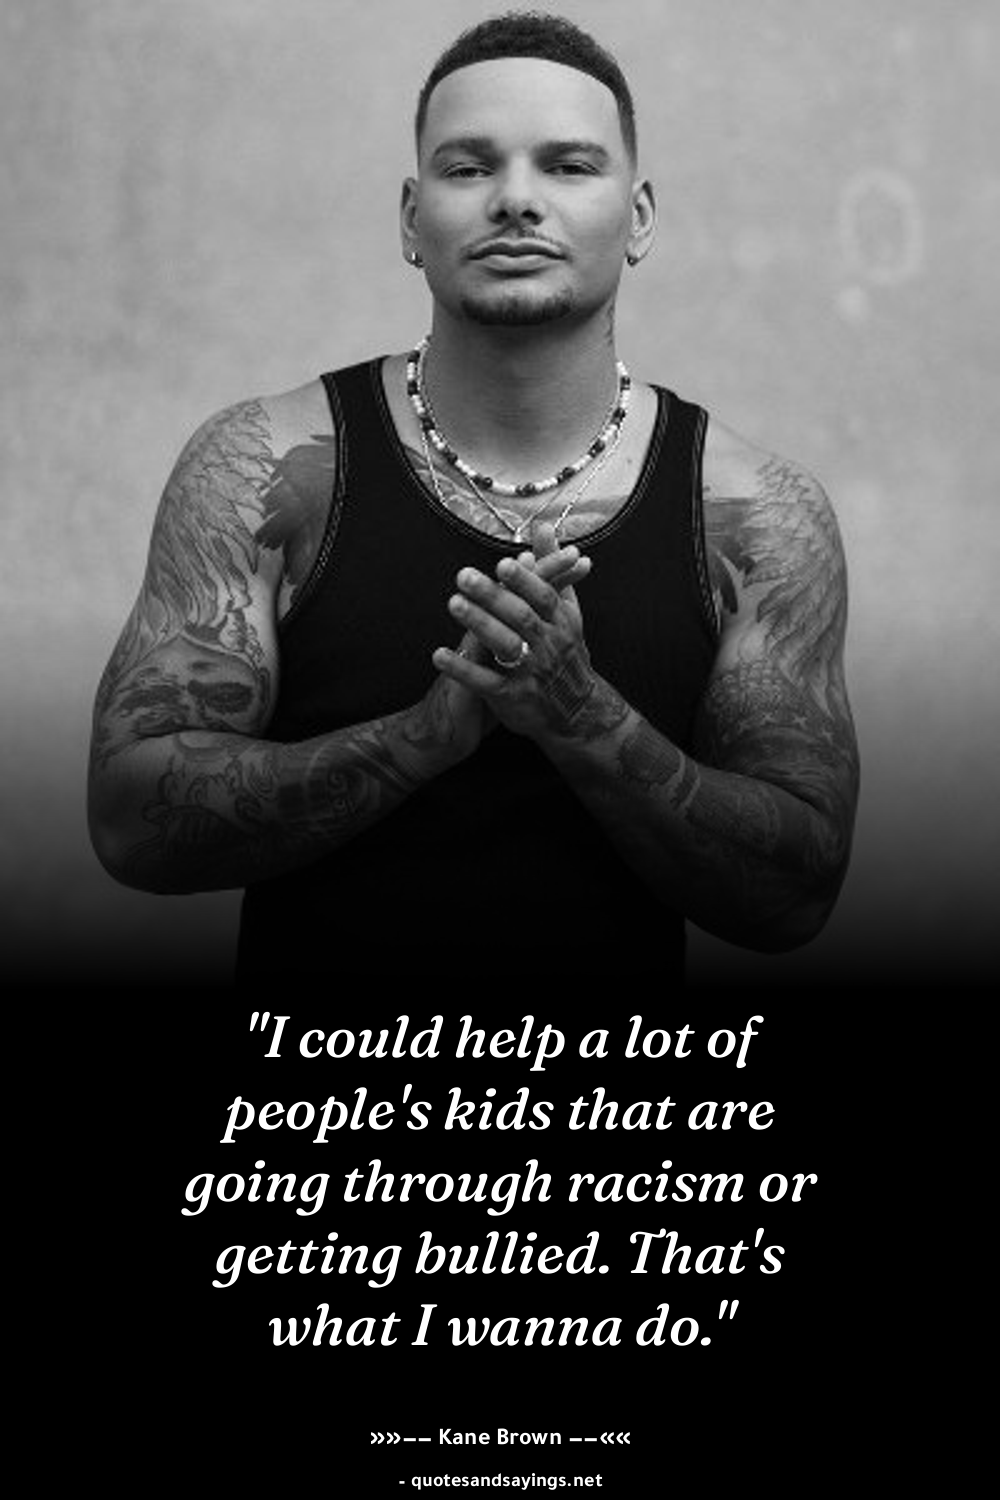 "I could help a lot of
people's kids that are
going through racism or
getting bullied. That's
what I wanna do."
»»–– Kane Brown ––««
- quotesandsayings.net